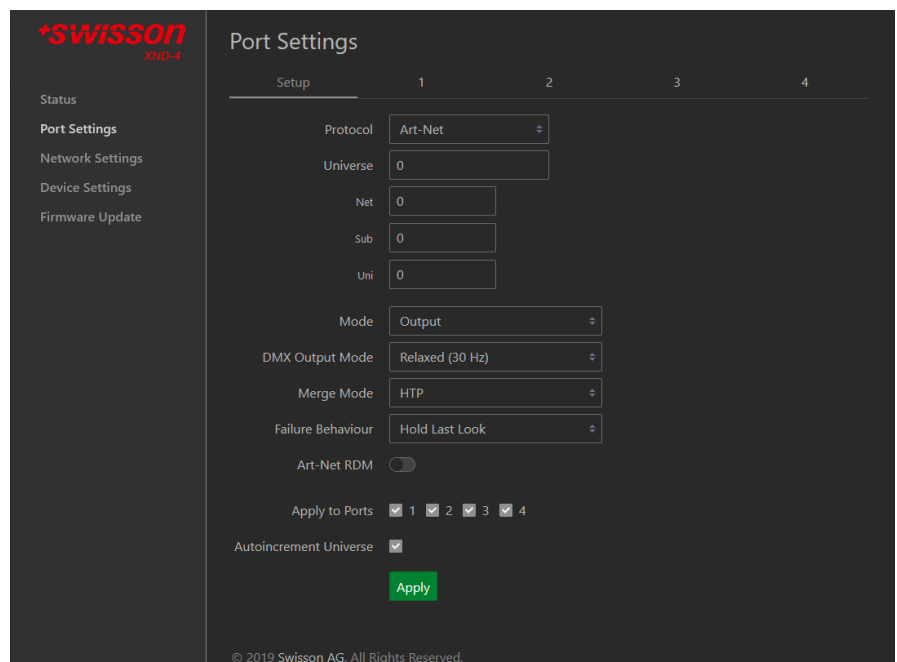 +swisson
XND-4
Status
Port Settings
Network Settings
Device Settings
Firmware Update
Port Settings
Setup 1 2 3 4
Protocol Art-Net
Universe 0
Net 0
Sub 0
Uni 0
Mode Output
DMX Output Mode Relaxed (30 Hz)
Merge Mode HTP
Failure Behaviour Hold Last Look
Art-Net RDM
Apply to Ports 1 2 3 4
Autoincrement Universe
Apply
© 2019 Swisson AG. All Rights Reserved.